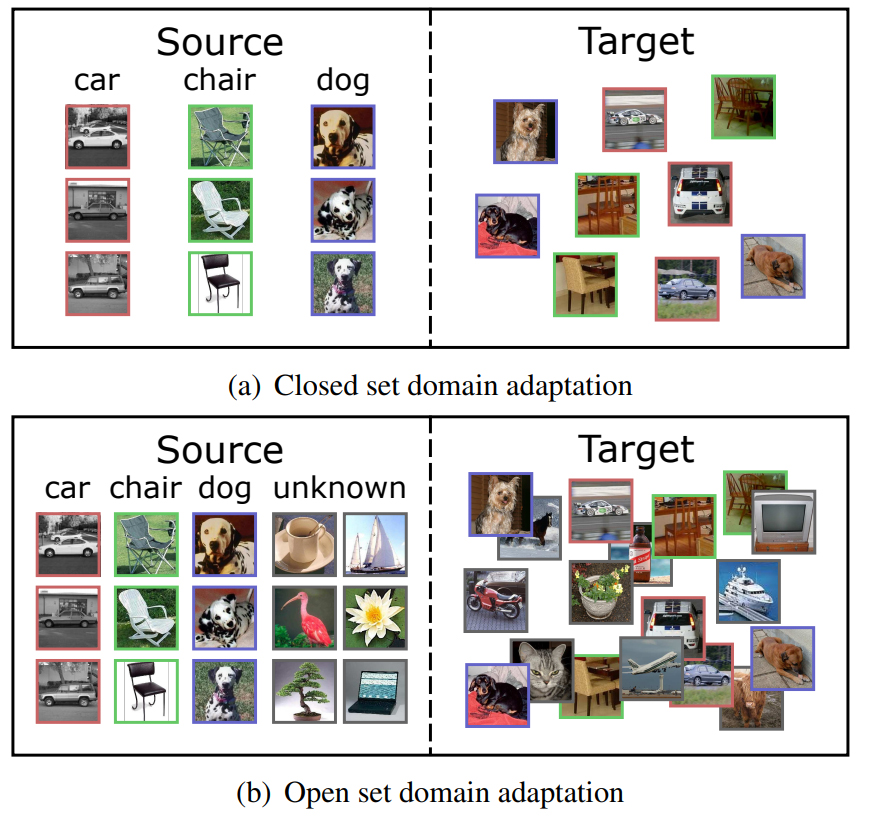 Source
Target
car chair dog
(a) Closed set domain adaptation
Source
Target
car chair dog unknown
(b) Open set domain adaptation